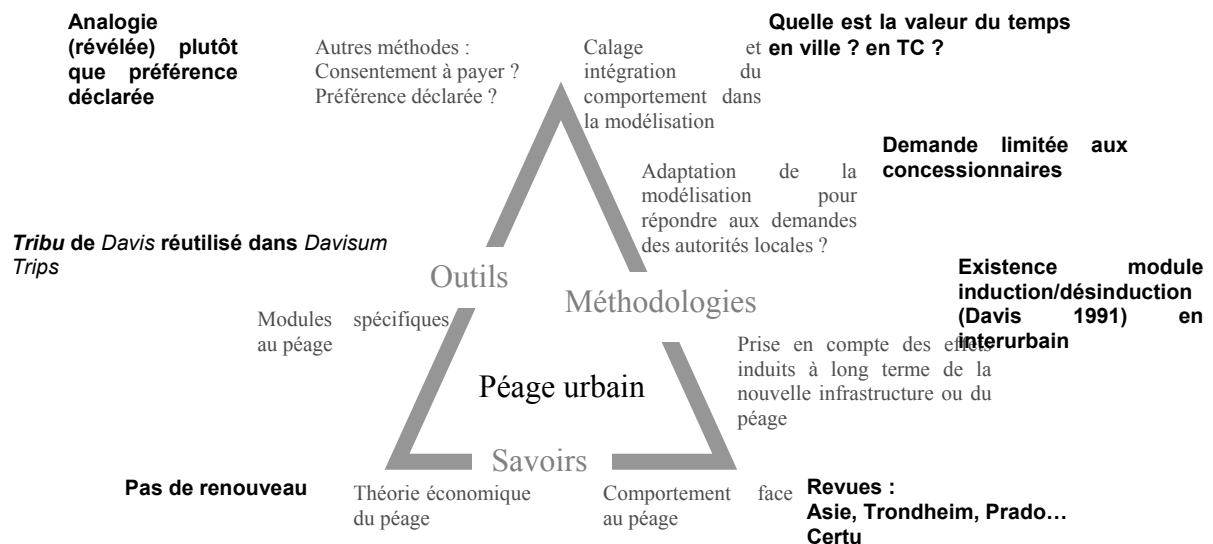 Analogie
(révélée) plutôt
que préférence
déclarée
Autres méthodes :
Consentement à payer ?
Préférence déclarée ?
Calage et
intégration du
comportement dans
la modélisation
Quelle est la valeur du temps
en ville ? en TC ?
Demande limitée aux
concessionnaires
Adaptation de la
modélisation pour
répondre aux demandes
des autorités locales ?
Tribu de Davis réutilisé dans Davisum
Trips
Outils
Méthodologies
Existence module
induction/désinduction
(Davis 1991) en
interurbain
Modules spécifiques
au péage
Prise en compte des effets
induits à long terme de la
nouvelle infrastructure ou du
péage
Péage urbain
Savoirs
Pas de renouveau
Théorie économique
du péage
Comportement face
au péage
Revues :
Asie, Trondheim, Prado…
Certu